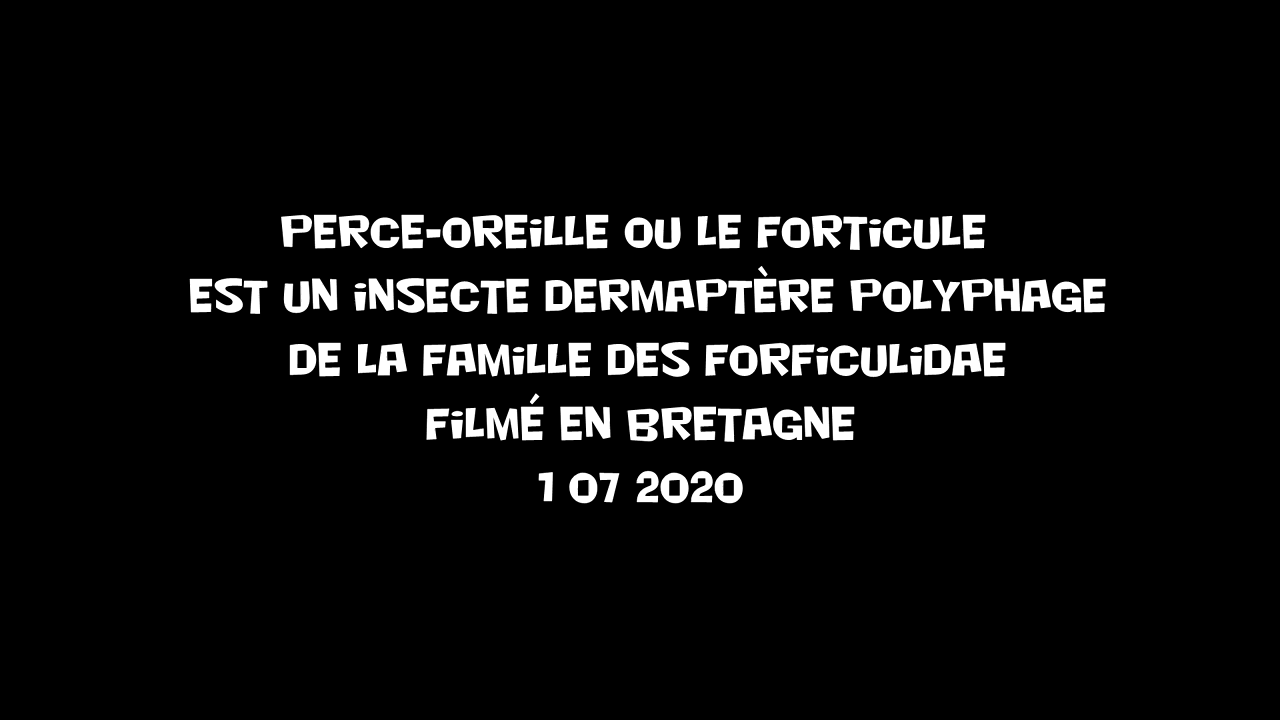 PERCE-OREILLE OU LE FORTICULE
EST UN INSECTE DERMAPTÈRE POLYPHAGE
DE LA FAMILLE DES FORFICULIDAE
FILMÉ EN BRETAGNE
1 07 2020